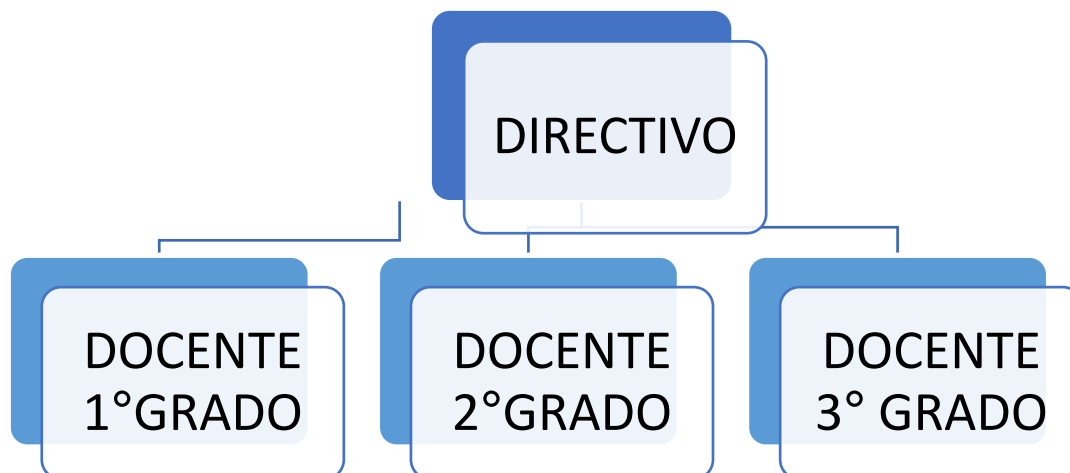 DIRECTIVO
DOCENTE
1°GRADO
DOCENTE
2°GRADO
DOCENTE
3° GRADO